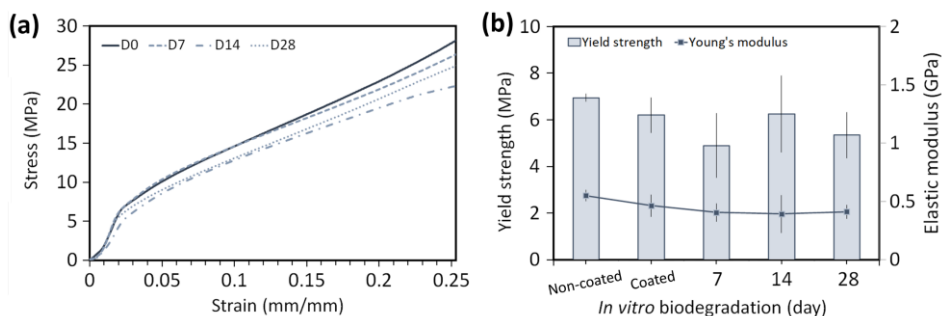 (a)
30
25
20
15
10
5
0
Stress (MPa)
D0 D7 D14 D28
0 0.05 0.1 0.15 0.2 0.25
Strain (mm/mm)
(b)
10
8
6
4
2
0
Yield strength (MPa)
Yield strength Young's modulus
2
1.5
1
0.5
0
Elastic modulus (GPa)
Non-coated Coated 7 14 28
In vitro biodegradation (day)